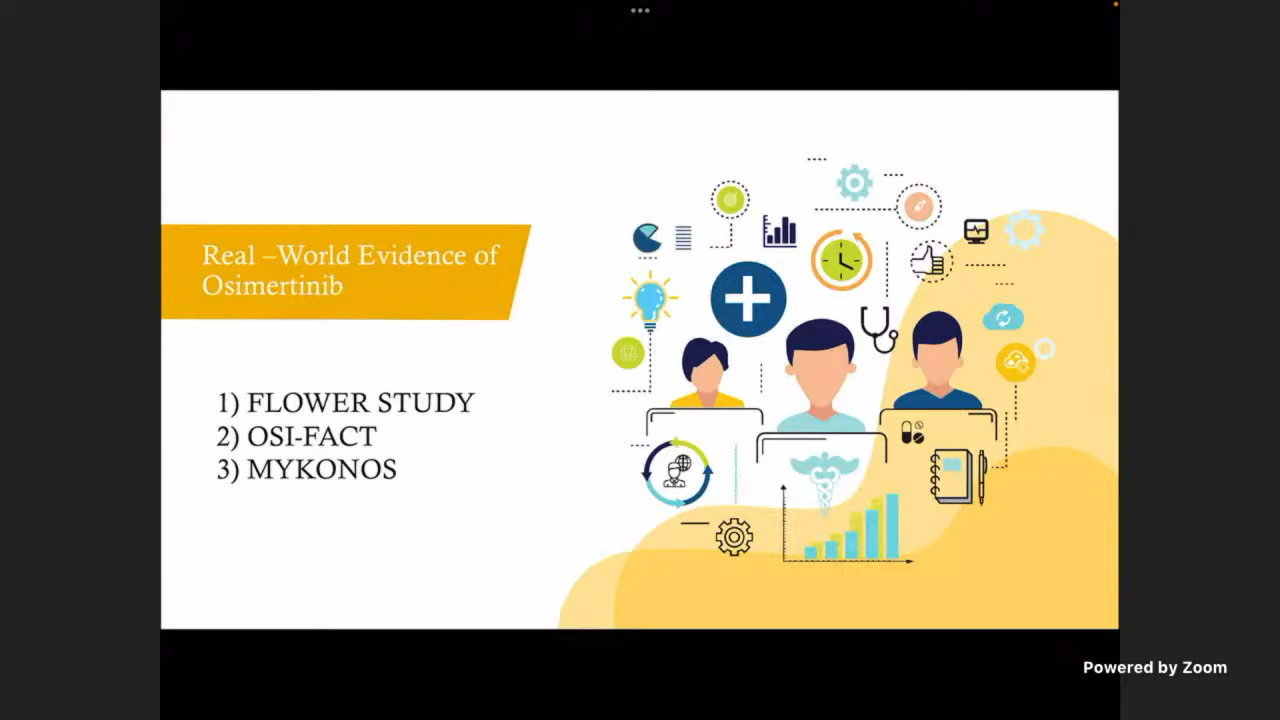 Real –World Evidence of
Osimertinib
1) FLOWER STUDY
2) OSI-FACT
3) MYKONOS
Powered by Zoom